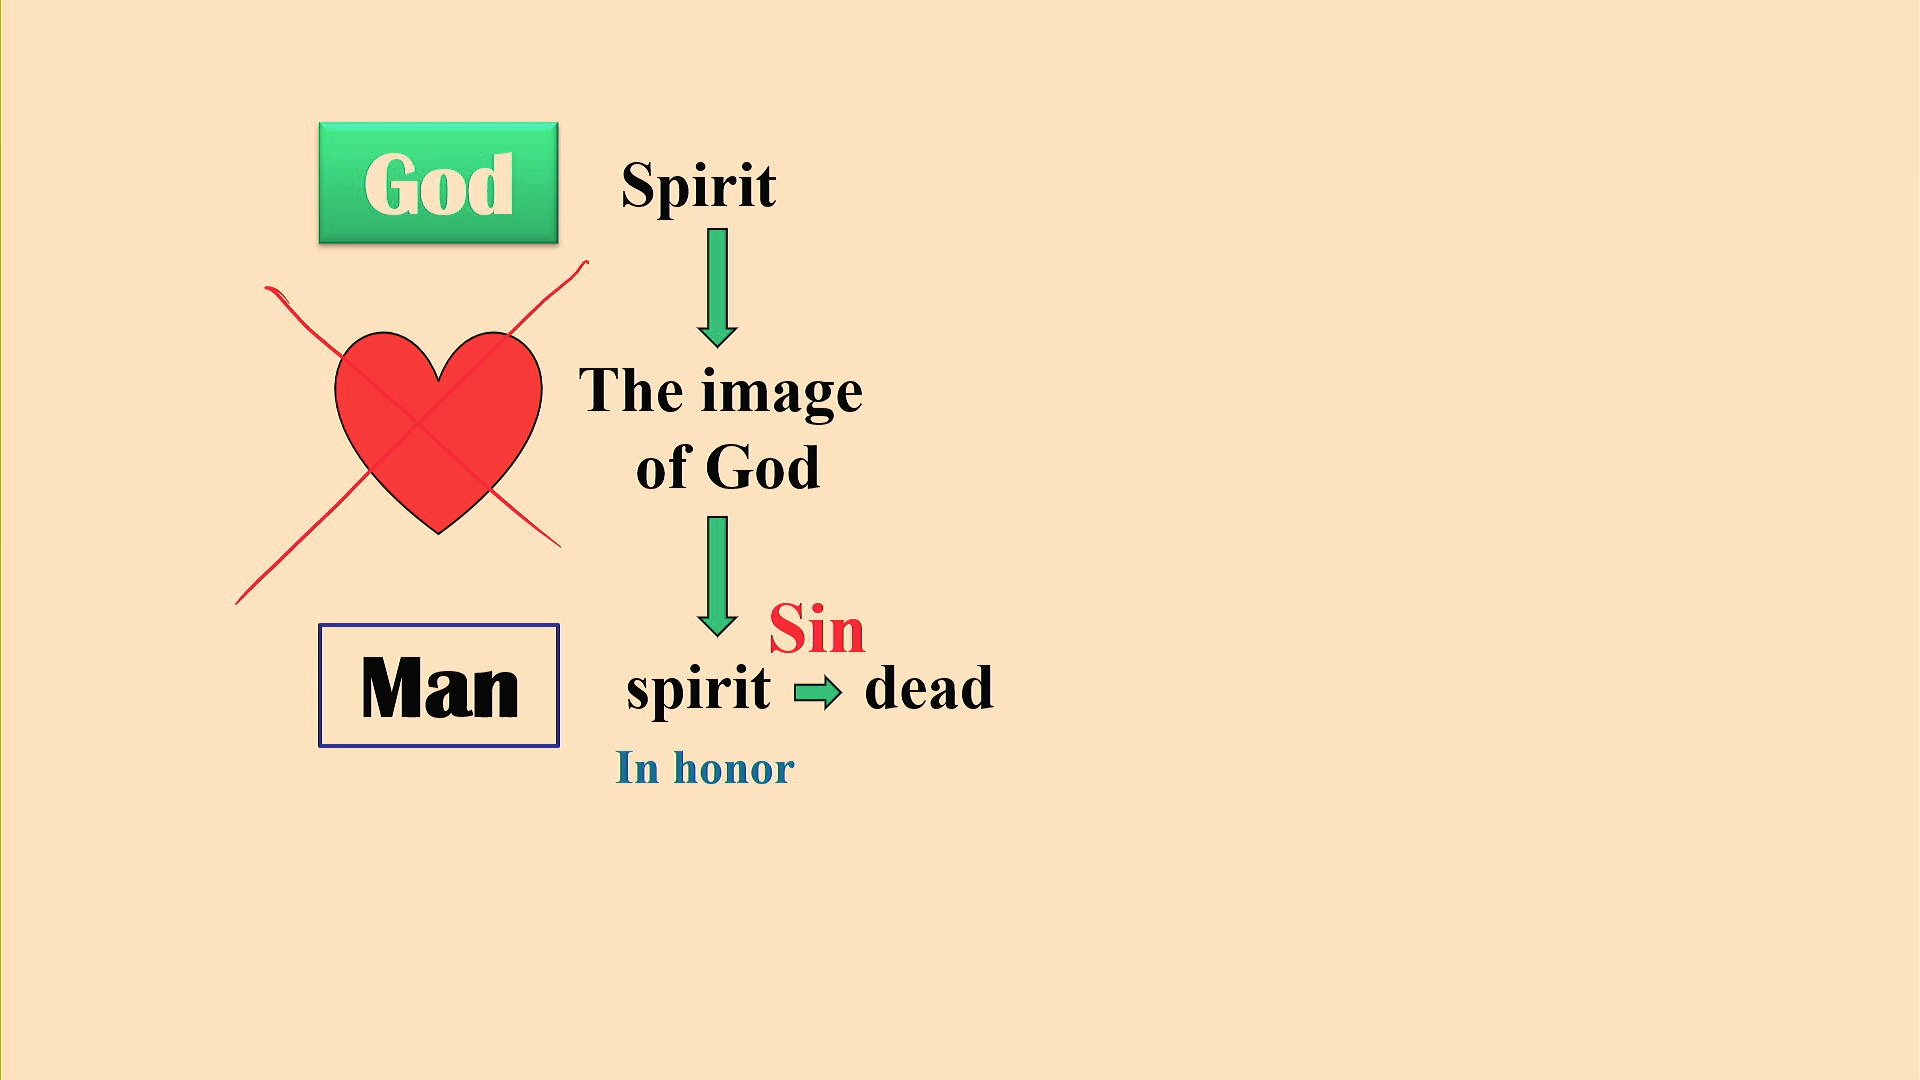 God
Spirit
The image
of God
Sin
Man
spirit dead
In honor